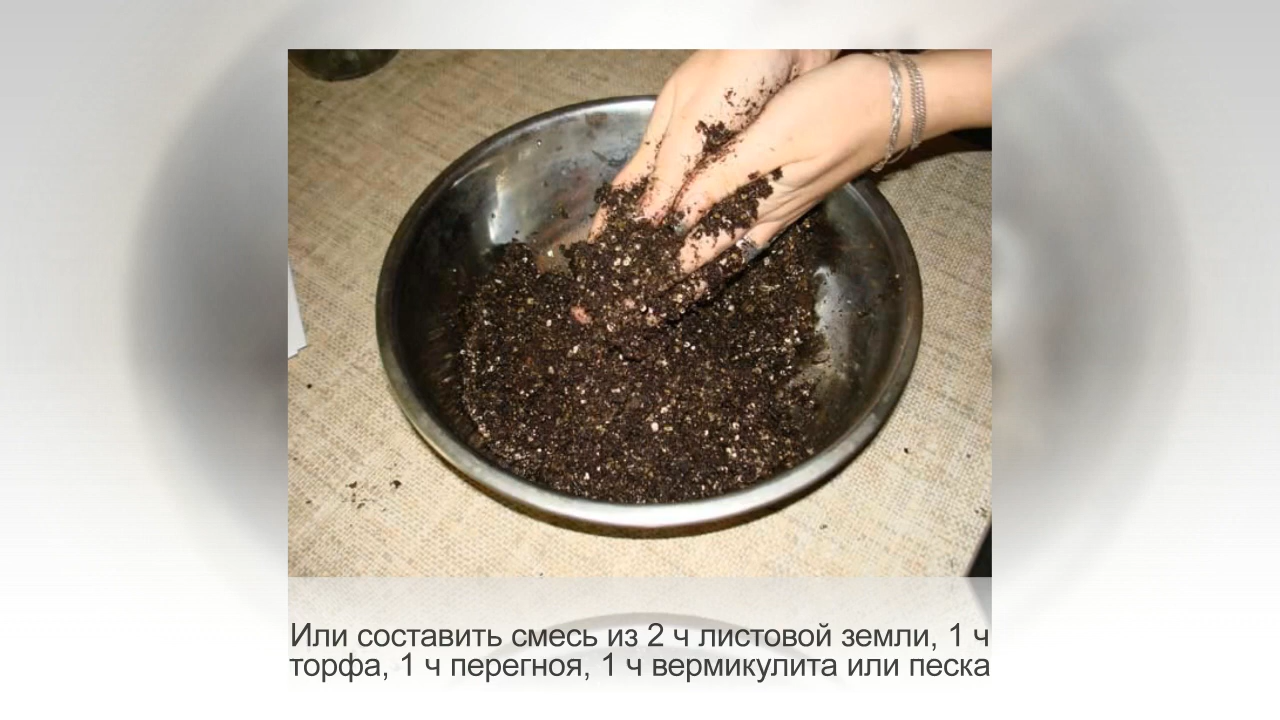 Или составить смесь из 2 ч листовой земли, 1 ч
торфа, 1 ч перегноя, 1 ч вермикулита или песка